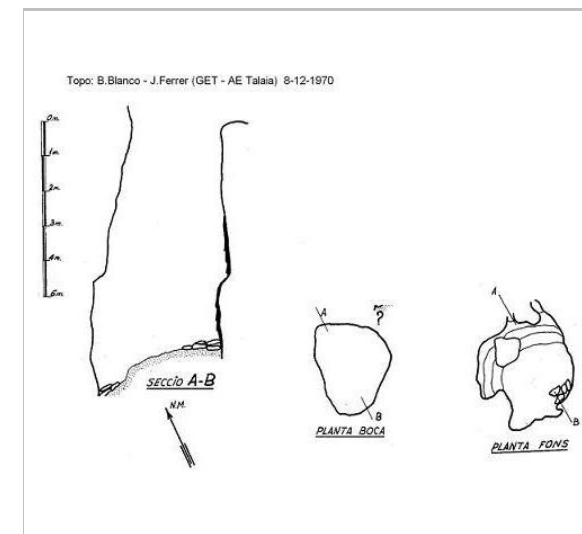 Topo: B.Blanco - J.Ferrer (GET - AE Talaia) 8-12-1970
0m.
1m.
2m.
3m.
4m.
5m.
SECCIO A-B
N.M.
A
?
B
PLANTA BOCA
A
B
PLANTA FONS